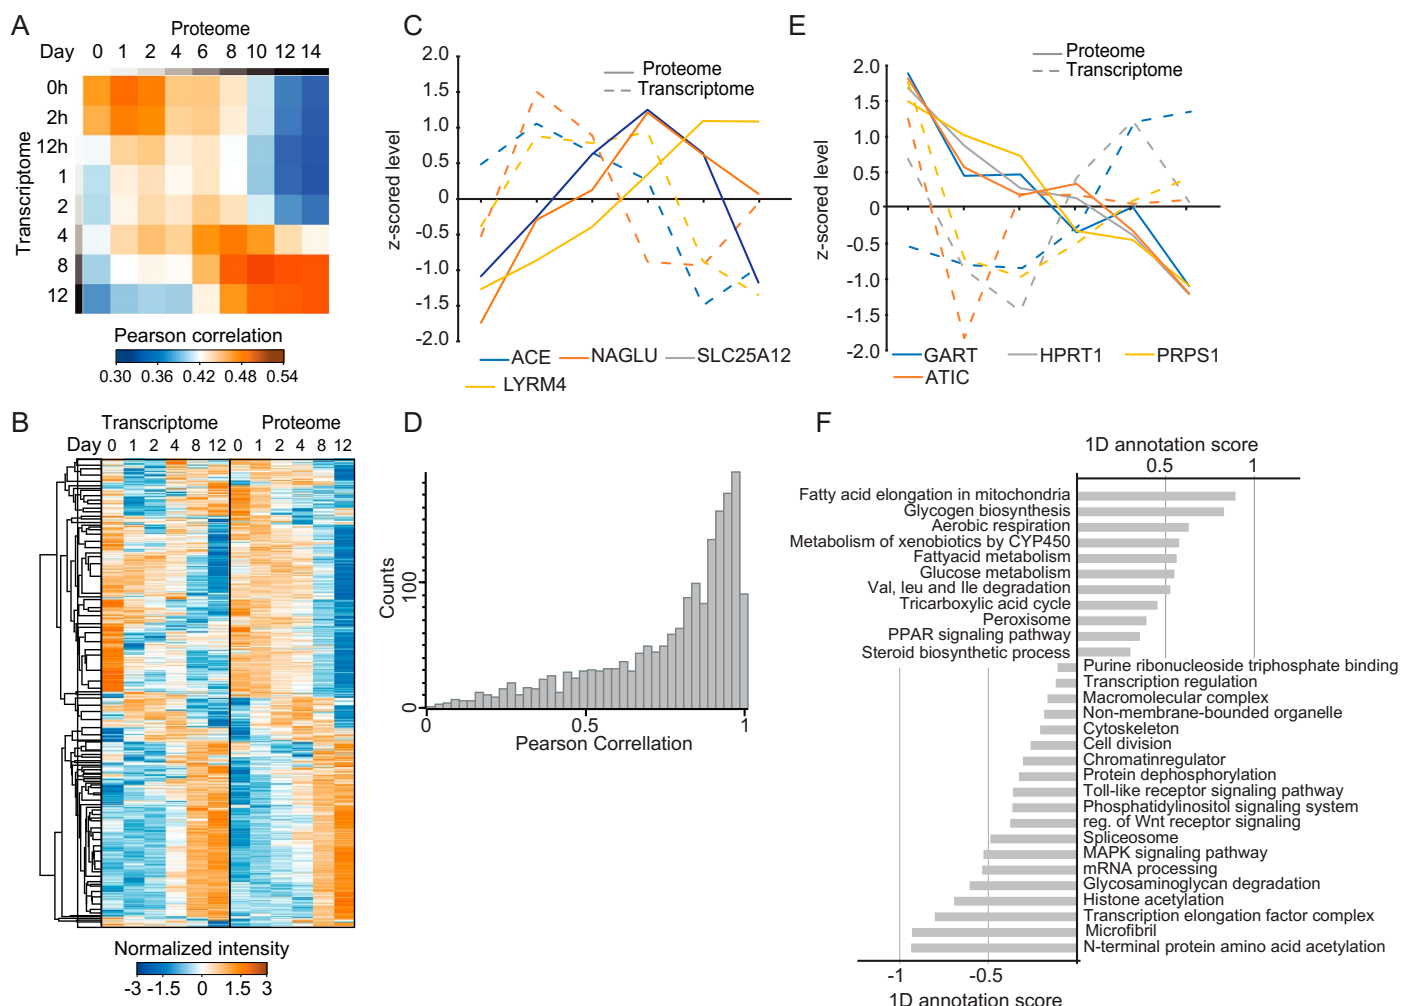 A
Proteome
Day 0 1 2 4 6 8 10 12 14
Transcriptome
0h
2h
12h
1
2
4
8
12
Pearson correlation
0.30 0.36 0.42 0.48 0.54
B
Transcriptome Proteome
Day 0 1 2 4 8 12 0 1 2 4 8 12
Normalized intensity
-3 -1.5 0 1.5 3
C
z-scored level
2.0
1.5
1.0
0.5
0
-0.5
-1.0
-1.5
-2.0
Proteome
Transcriptome
ACE NAGLU SLC25A12
LYRM4
D
Counts
100
0
0 0.5 1
Pearson Correllation
E
z-scored level
2.0
1.5
1.0
0.5
0
-0.5
-1.0
-1.5
-2.0
Proteome
Transcriptome
GART HPRT1 PRPS1
ATIC
F
1D annotation score
0.5 1
Fatty acid elongation in mitochondria
Glycogen biosynthesis
Aerobic respiration
Metabolism of xenobiotics by CYP450
Fattyacid metabolism
Glucose metabolism
Val, leu and Ile degradation
Tricarboxylic acid cycle
Peroxisome
PPAR signaling pathway
Steroid biosynthetic process
Purine ribonucleoside triphosphate binding
Transcription regulation
Macromolecular complex
Non-membrane-bounded organelle
Cytoskeleton
Cell division
Chromatinregulator
Protein dephosphorylation
Toll-like receptor signaling pathway
Phosphatidylinositol signaling system
reg. of Wnt receptor signaling
Spliceosome
MAPK signaling pathway
mRNA processing
Glycosaminoglycan degradation
Histone acetylation
Transcription elongation factor complex
Microfibril
N-terminal protein amino acid acetylation
-1 -0.5
1D annotation score